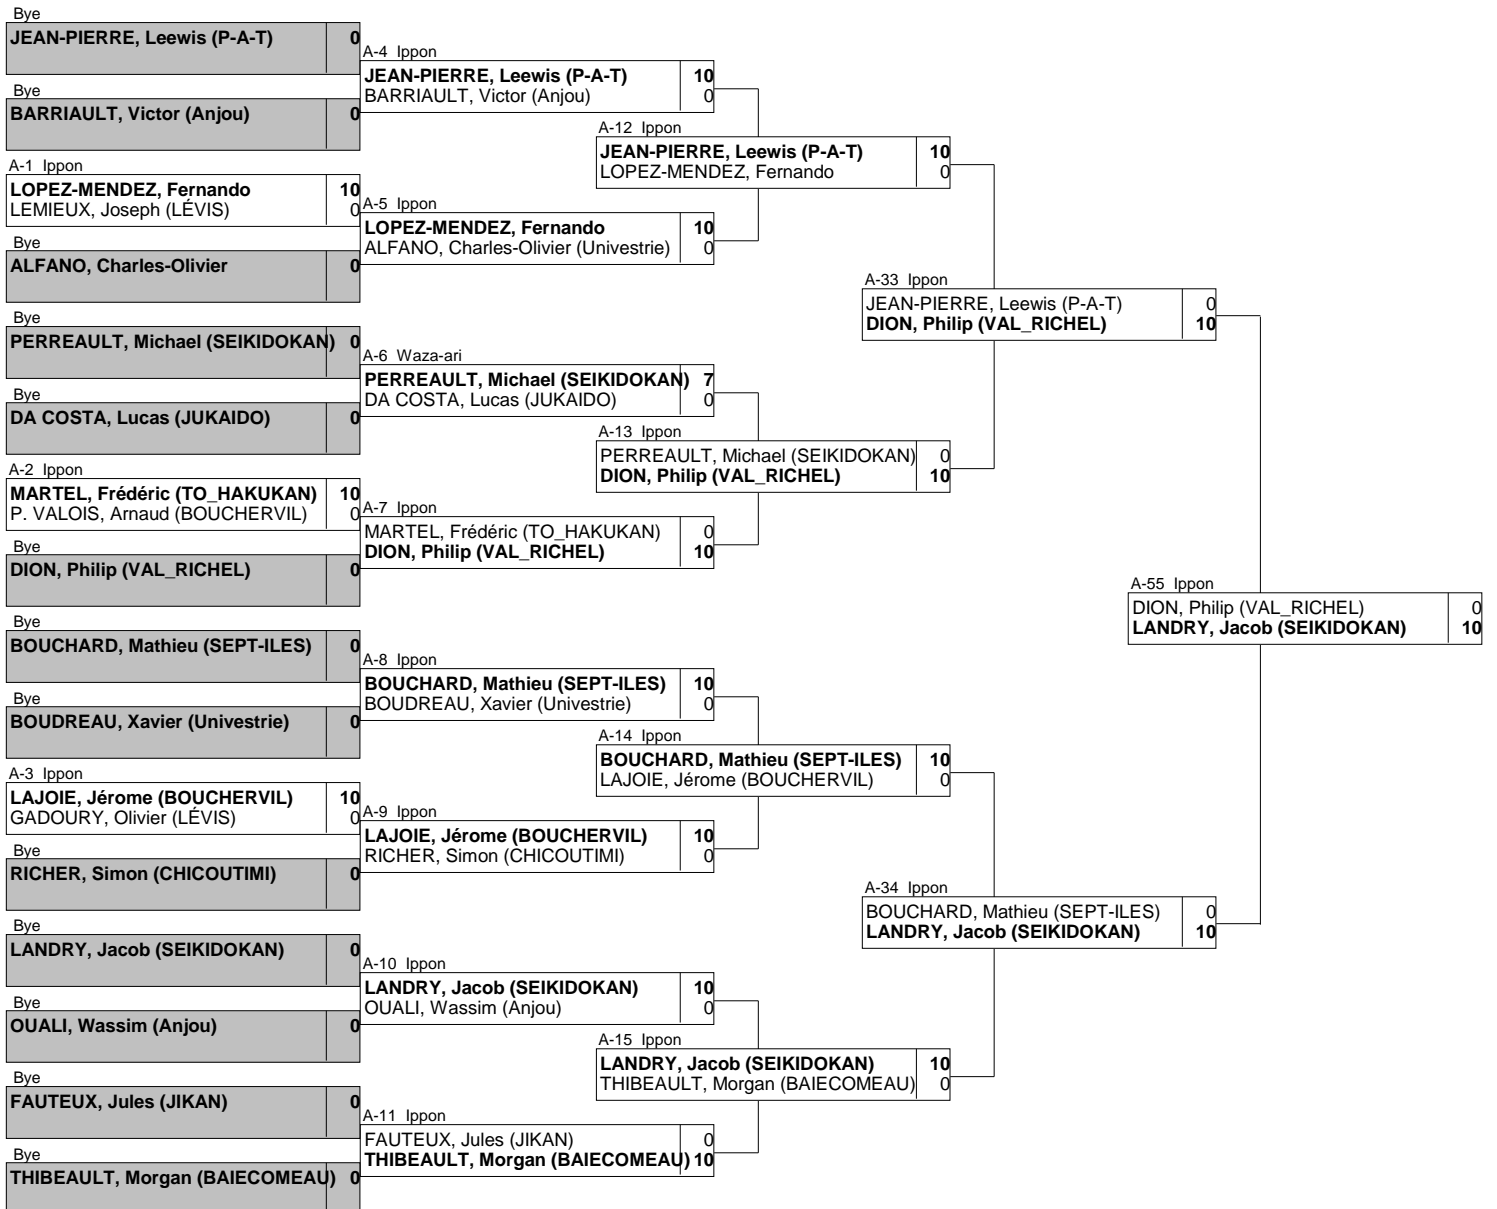 Bye
JEAN-PIERRE, Leewis (P-A-T) 0
Bye
BARRIAULT, Victor (Anjou) 0
A-1 Ippon
LOPEZ-MENDEZ, Fernando 10
LEMIEUX, Joseph (LÉVIS) 0
Bye
ALFANO, Charles-Olivier 0
Bye
PERREAULT, Michael (SEIKIDOKAN) 0
Bye
DA COSTA, Lucas (JUKAIDO) 0
A-2 Ippon
MARTEL, Frédéric (TO_HAKUKAN) 10
P. VALOIS, Arnaud (BOUCHERVIL) 0
Bye
DION, Philip (VAL_RICHEL) 0
Bye
BOUCHARD, Mathieu (SEPT-ILES) 0
Bye
BOUDREAU, Xavier (Univestrie) 0
A-3 Ippon
LAJOIE, Jérome (BOUCHERVIL) 10
GADOURY, Olivier (LÉVIS) 0
Bye
RICHER, Simon (CHICOUTIMI) 0
Bye
LANDRY, Jacob (SEIKIDOKAN) 0
Bye
OUALI, Wassim (Anjou) 0
Bye
FAUTEUX, Jules (JIKAN) 0
Bye
THIBEAULT, Morgan (BAIECOMEAU) 0
A-4 Ippon
JEAN-PIERRE, Leewis (P-A-T) 10
BARRIAULT, Victor (Anjou) 0
A-5 Ippon
LOPEZ-MENDEZ, Fernando 10
ALFANO, Charles-Olivier (Univestrie) 0
A-6 Waza-ari
PERREAULT, Michael (SEIKIDOKAN) 7
DA COSTA, Lucas (JUKAIDO) 0
A-7 Ippon
MARTEL, Frédéric (TO_HAKUKAN) 0
DION, Philip (VAL_RICHEL) 10
A-8 Ippon
BOUCHARD, Mathieu (SEPT-ILES) 10
BOUDREAU, Xavier (Univestrie) 0
A-9 Ippon
LAJOIE, Jérome (BOUCHERVIL) 10
RICHER, Simon (CHICOUTIMI) 0
A-10 Ippon
LANDRY, Jacob (SEIKIDOKAN) 10
OUALI, Wassim (Anjou) 0
A-11 Ippon
FAUTEUX, Jules (JIKAN) 0
THIBEAULT, Morgan (BAIECOMEAU) 10
A-12 Ippon
JEAN-PIERRE, Leewis (P-A-T) 10
LOPEZ-MENDEZ, Fernando 0
A-13 Ippon
PERREAULT, Michael (SEIKIDOKAN) 0
DION, Philip (VAL_RICHEL) 10
A-14 Ippon
BOUCHARD, Mathieu (SEPT-ILES) 10
LAJOIE, Jérome (BOUCHERVIL) 0
A-15 Ippon
LANDRY, Jacob (SEIKIDOKAN) 10
THIBEAULT, Morgan (BAIECOMEAU) 0
A-33 Ippon
JEAN-PIERRE, Leewis (P-A-T) 0
DION, Philip (VAL_RICHEL) 10
A-34 Ippon
BOUCHARD, Mathieu (SEPT-ILES) 0
LANDRY, Jacob (SEIKIDOKAN) 10
A-55 Ippon
DION, Philip (VAL_RICHEL) 0
LANDRY, Jacob (SEIKIDOKAN) 10